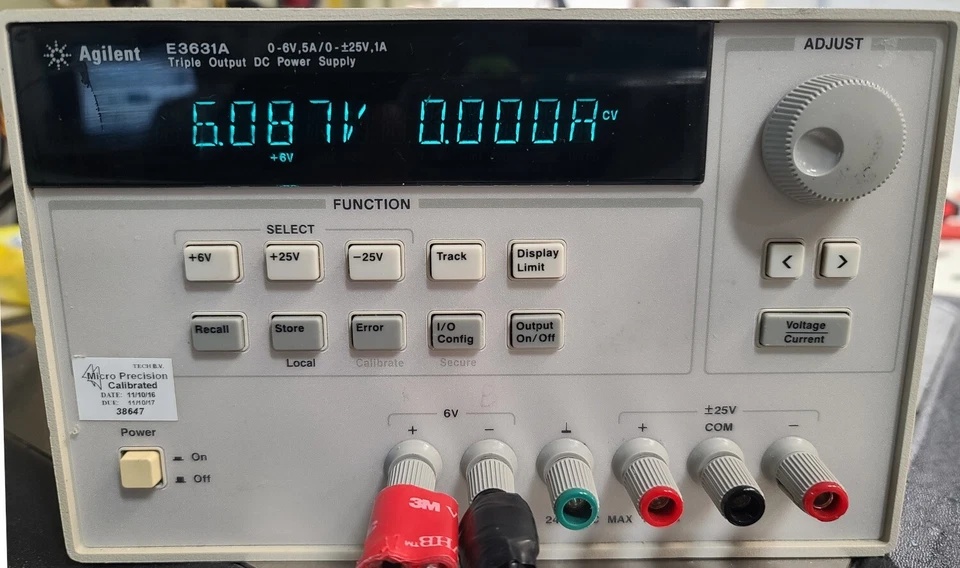 Agilent E3631A 0-6V,5A/0-±25V,1A
Triple Output DC Power Supply
6.087V 0.000A CV
+6V
ADJUST
FUNCTION
SELECT
+6V +25V -25V Track Display Limit
< >
Recall Store Error I/O Config Output On/Off
Voltage
Current
Local Calibrate Secure
TECH B.V.
Micro Precision
Calibrated
DATE: 11/10/16
DUE: 11/10/17
38647
Power
On
Off
6V
+ −
±25V
+ COM −
24 MAX
3M
VHB™